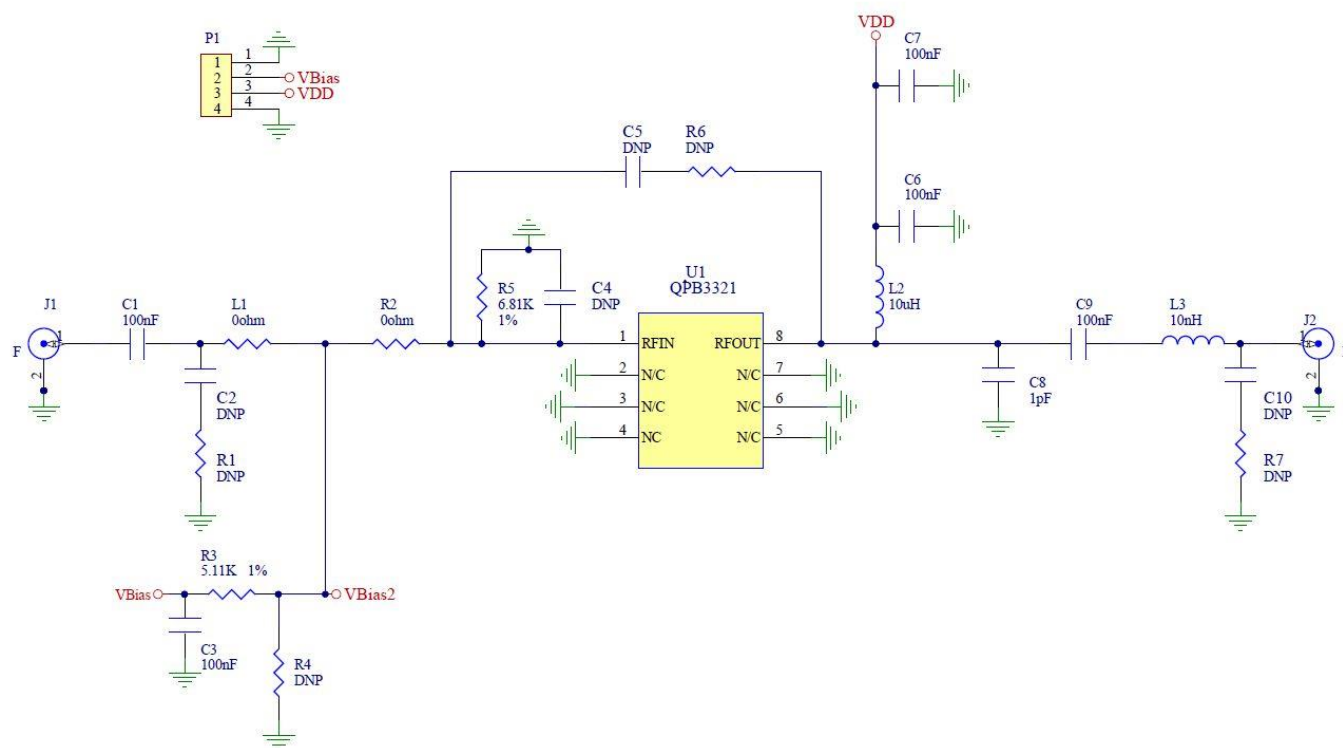 P1
1
2
3
4
1
2
3
4
VBias
VDD
VDD
C7
100nF
C6
100nF
C5
DNP
R6
DNP
J1
1
F
2
C1
100nF
L1
0ohm
R2
0ohm
R5
6.81K
1%
C4
DNP
U1
QPB3321
1
2
3
4
RFIN
N/C
N/C
NC
RFOUT
N/C
N/C
N/C
8
7
6
5
L2
10uH
C9
100nF
L3
10nH
J2
1
2
C8
1pF
C10
DNP
R7
DNP
C2
DNP
R1
DNP
R3
5.11K 1%
VBias
VBias2
C3
100nF
R4
DNP